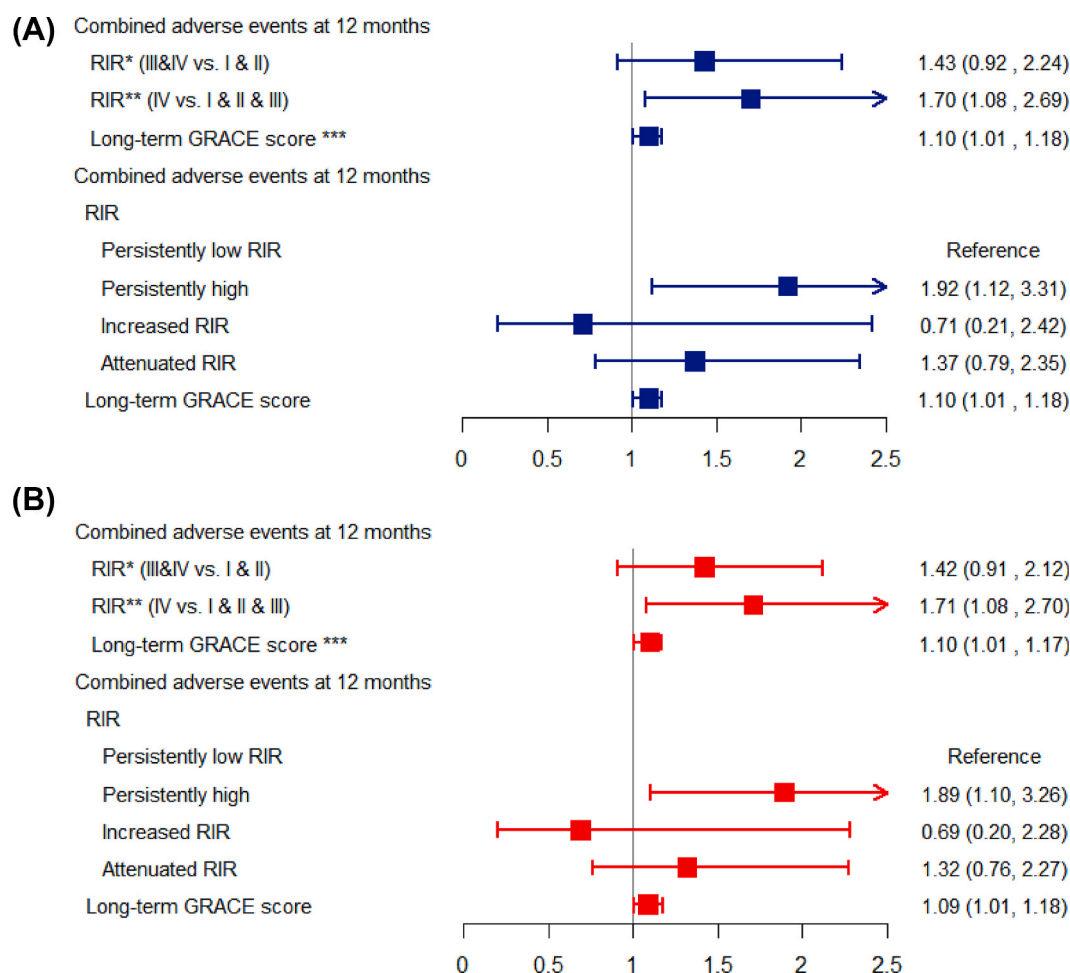 (A) Combined adverse events at 12 months
RIR* (III&IV vs. I & II) 1.43 (0.92 , 2.24)
RIR** (IV vs. I & II & III) 1.70 (1.08 , 2.69)
Long-term GRACE score *** 1.10 (1.01 , 1.18)
Combined adverse events at 12 months
RIR
Persistently low RIR Reference
Persistently high 1.92 (1.12, 3.31)
Increased RIR 0.71 (0.21, 2.42)
Attenuated RIR 1.37 (0.79, 2.35)
Long-term GRACE score 1.10 (1.01 , 1.18)
0 0.5 1 1.5 2 2.5
(B)
Combined adverse events at 12 months
RIR* (III&IV vs. I & II) 1.42 (0.91 , 2.12)
RIR** (IV vs. I & II & III) 1.71 (1.08 , 2.70)
Long-term GRACE score *** 1.10 (1.01 , 1.17)
Combined adverse events at 12 months
RIR
Persistently low RIR Reference
Persistently high 1.89 (1.10, 3.26)
Increased RIR 0.69 (0.20, 2.28)
Attenuated RIR 1.32 (0.76, 2.27)
Long-term GRACE score 1.09 (1.01, 1.18)
0 0.5 1 1.5 2 2.5